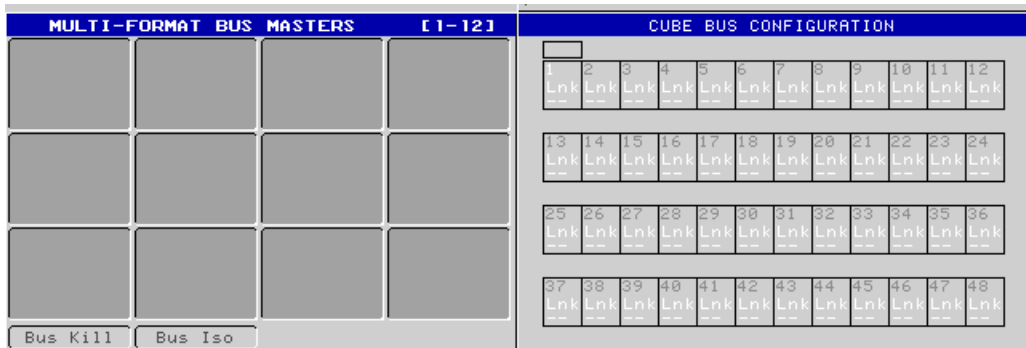 MULTI-FORMAT BUS MASTERS [1-12]
CUBE BUS CONFIGURATION
1 2 3 4 5 6 7 8 9 10 11 12
Lnk Lnk Lnk Lnk Lnk Lnk Lnk Lnk Lnk Lnk Lnk Lnk
-- -- -- -- -- -- -- -- -- -- -- --
13 14 15 16 17 18 19 20 21 22 23 24
Lnk Lnk Lnk Lnk Lnk Lnk Lnk Lnk Lnk Lnk Lnk Lnk
-- -- -- -- -- -- -- -- -- -- -- --
25 26 27 28 29 30 31 32 33 34 35 36
Lnk Lnk Lnk Lnk Lnk Lnk Lnk Lnk Lnk Lnk Lnk Lnk
-- -- -- -- -- -- -- -- -- -- -- --
37 38 39 40 41 42 43 44 45 46 47 48
Lnk Lnk Lnk Lnk Lnk Lnk Lnk Lnk Lnk Lnk Lnk Lnk
-- -- -- -- -- -- -- -- -- -- -- --
Bus Kill Bus Iso